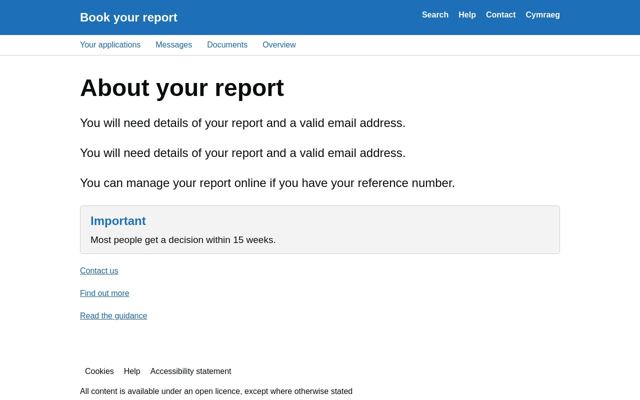 Book your report
Search Help Contact Cymraeg
Your applications Messages Documents Overview
About your report
You will need details of your report and a valid email address.
You will need details of your report and a valid email address.
You can manage your report online if you have your reference number.
Important
Most people get a decision within 15 weeks.
Contact us
Find out more
Read the guidance
Cookies Help Accessibility statement
All content is available under an open licence, except where otherwise stated